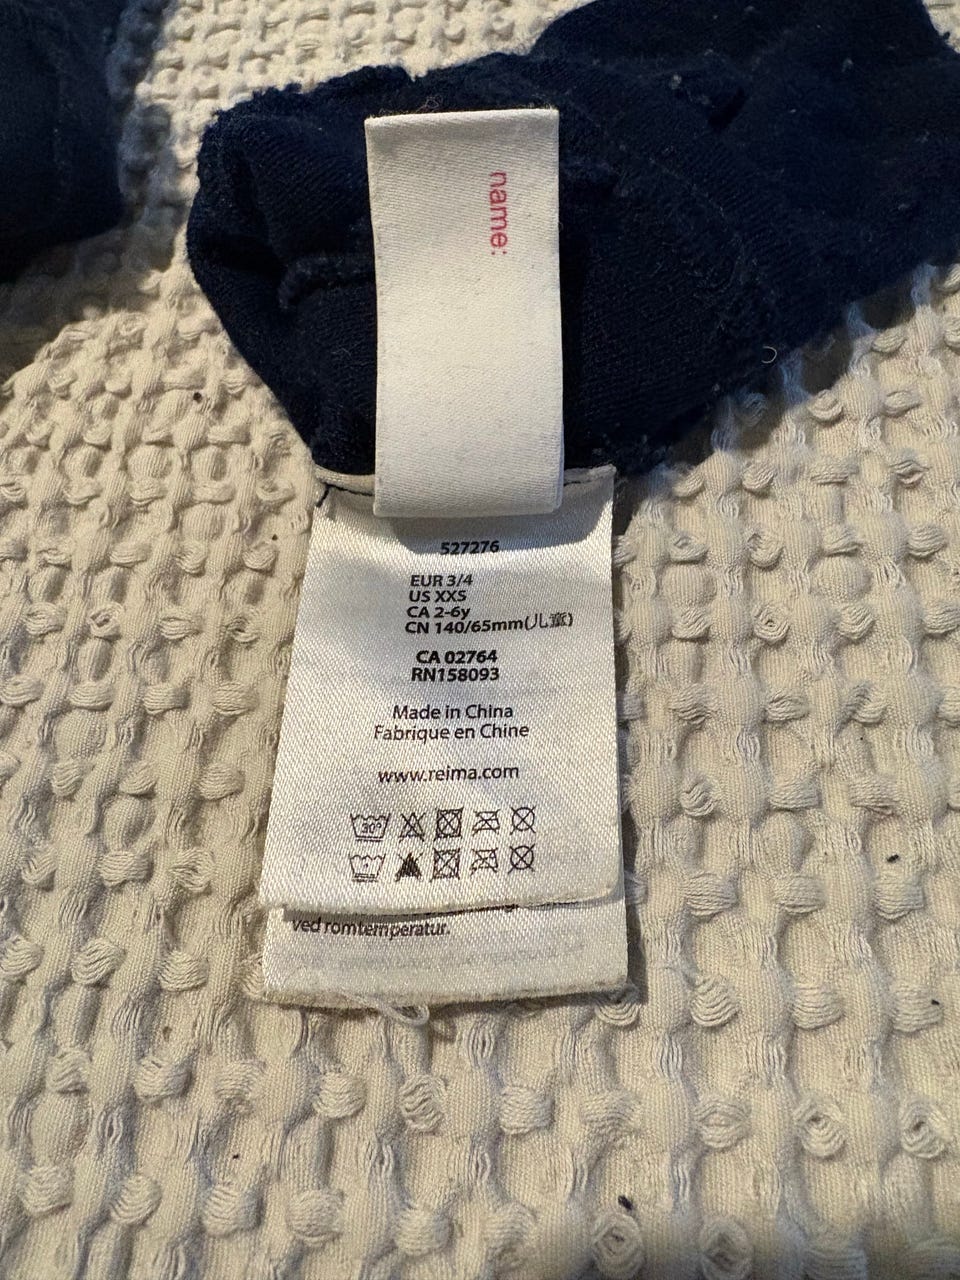 name:
527276
EUR 3/4
US XXS
CA 2-6y
CN 140/65mm(儿童)
CA 02764
RN158093
Made in China
Fabrique en Chine
www.reima.com
30°
ved romtemperatur.